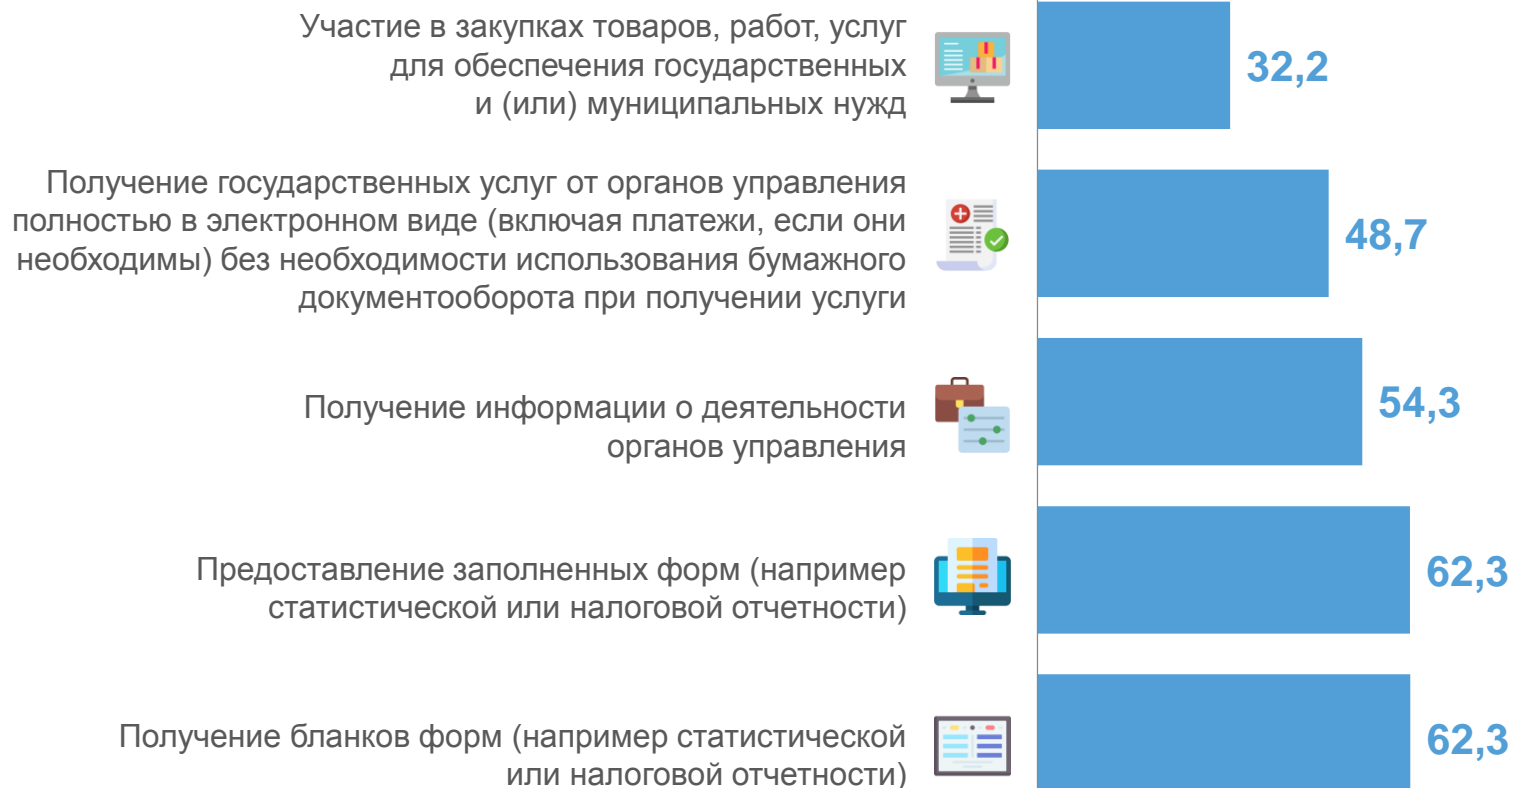 Участие в закупках товаров, работ, услуг
для обеспечения государственных
и (или) муниципальных нужд
32,2
Получение государственных услуг от органов управления
полностью в электронном виде (включая платежи, если они
необходимы) без необходимости использования бумажного
документооборота при получении услуги
48,7
Получение информации о деятельности
органов управления
54,3
Предоставление заполненных форм (например
статистической или налоговой отчетности)
62,3
Получение бланков форм (например статистической
или налоговой отчетности)
62,3